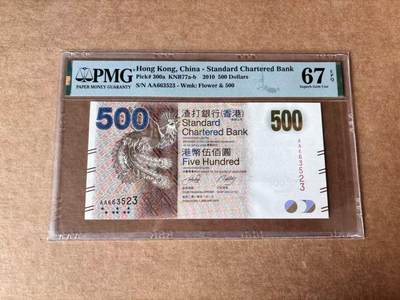 PMG
PAPER MONEY GUARANTY
Hong Kong, China - Standard Chartered Bank
Pick# 300a KNB77a-b 2010 500 Dollars
S/N AA663523 - Wmk: Flower & 500
67 EPQ
Superb Gem Unc
500
渣打銀行(香港)
Standard
Chartered Bank
港幣伍佰圓
Five Hundred
500
AA663523
AA663523